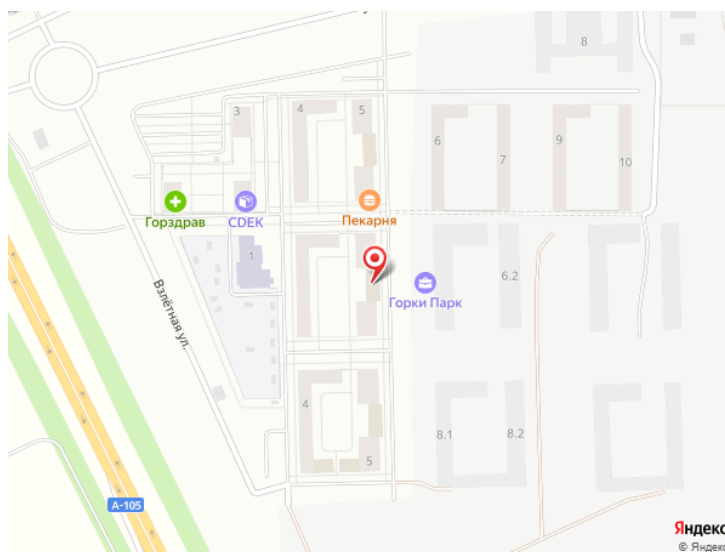 8
3
4
5
6
7
9
10
Горздрав
CDEK
Пекарня
1
6.2
Горки Парк
Взлётная ул.
4
5
8.1
8.2
А-105
Яндекс
© Яндекс